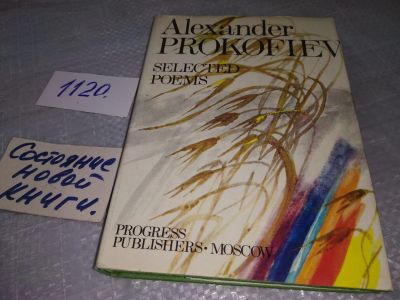 Alexander
PROKOFIEV
SELECTED
POEMS
1120.
Состояние
новой
книги.
PROGRESS
PUBLISHERS · MOSCOW